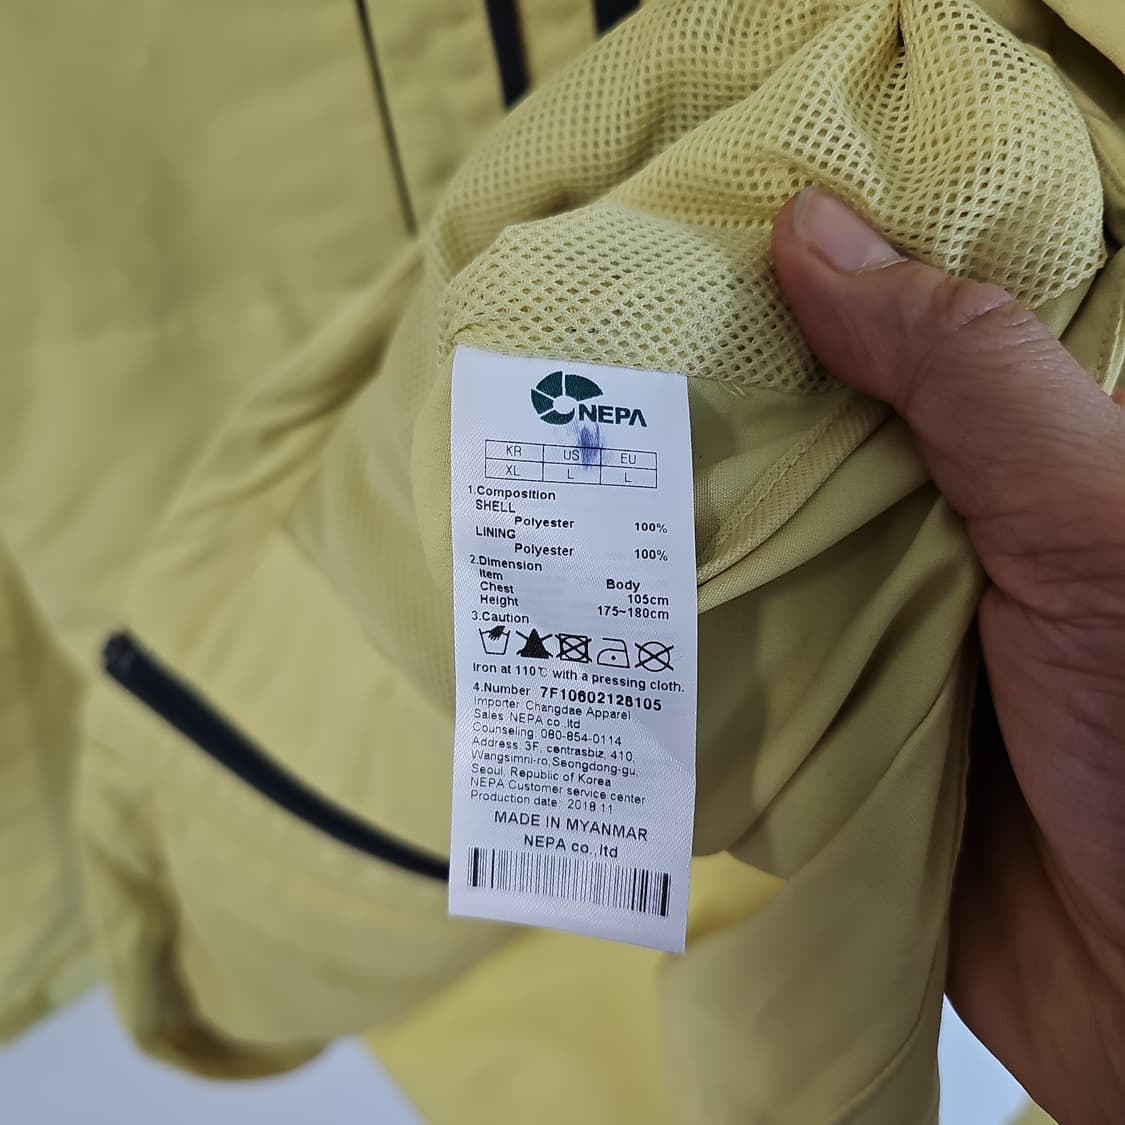 NEPA
KR US EU
XL L L
1.Composition
SHELL
Polyester 100%
LINING
Polyester 100%
2.Dimension
Item Body
Chest 105cm
Height 175~180cm
3.Caution
Iron at 110℃ with a pressing cloth.
4.Number 7F10602128105
Importer Changdae Apparel
Sales: NEPA co.,ltd
Counseling: 080-854-0114
Address: 3F, centrasbiz, 410,
Wangsimni-ro,Seongdong-gu,
Seoul, Republic of Korea
NEPA Customer service center
Production date: 2018.11
MADE IN MYANMAR
NEPA co.,ltd